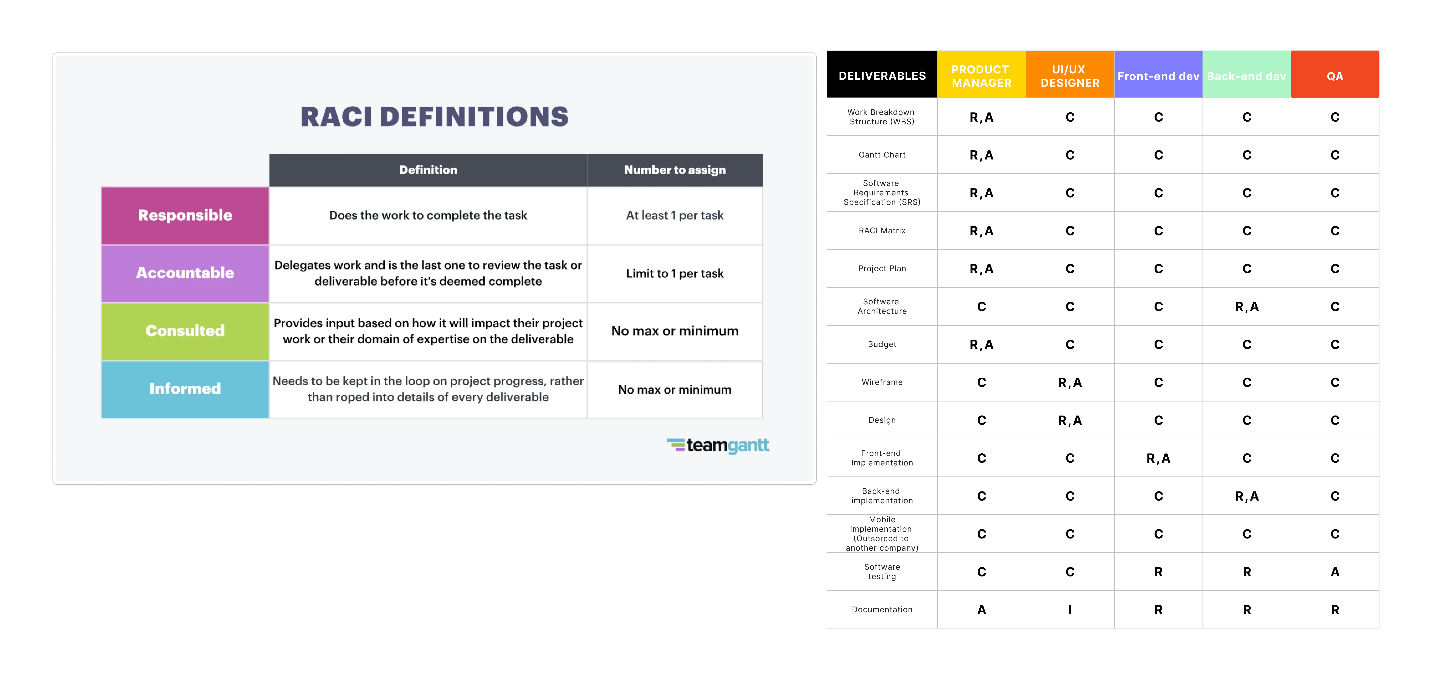 RACI DEFINITIONS
Definition
Number to assign
Responsible
Does the work to complete the task
At least 1 per task
Accountable
Delegates work and is the last one to review the task or
deliverable before it's deemed complete
Limit to 1 per task
Consulted
Provides input based on how it will impact their project
work or their domain of expertise on the deliverable
No max or minimum
Informed
Needs to be kept in the loop on project progress, rather
than roped into details of every deliverable
No max or minimum
teamgantt
DELIVERABLES
PRODUCT
MANAGER
UI/UX
DESIGNER
Front-end dev
Back-end dev
QA
Work Breakdown
Structure (WBS)
R,A C C C C
Gantt Chart
R,A C C C C
Software
Requirements
Specification (SRS)
R,A C C C C
RACI Matrix
R,A C C C C
Project Plan
R,A C C C C
Software
Architecture
C C C R,A C
Budget
R,A C C C C
Wireframe
C R,A C C C
Design
C R,A C C C
Front-end
Implementation
C C R,A C C
Back-end
implementation
C C C R,A C
Mobile
implementation
(Outsorced to
another company)
C C C C C
Software
testing
C C R R A
Documentation
A I R R R